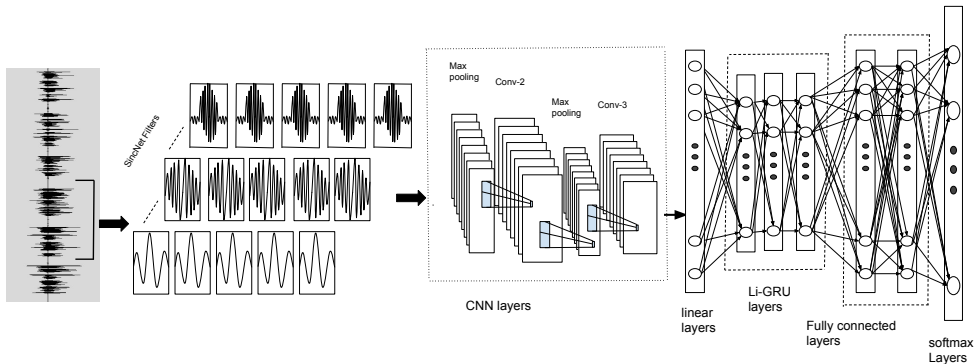 SincNet Filters
Max
pooling
Conv-2
Max
pooling
Conv-3
CNN layers
linear
layers
Li-GRU
layers
Fully connected
layers
softmax
Layers